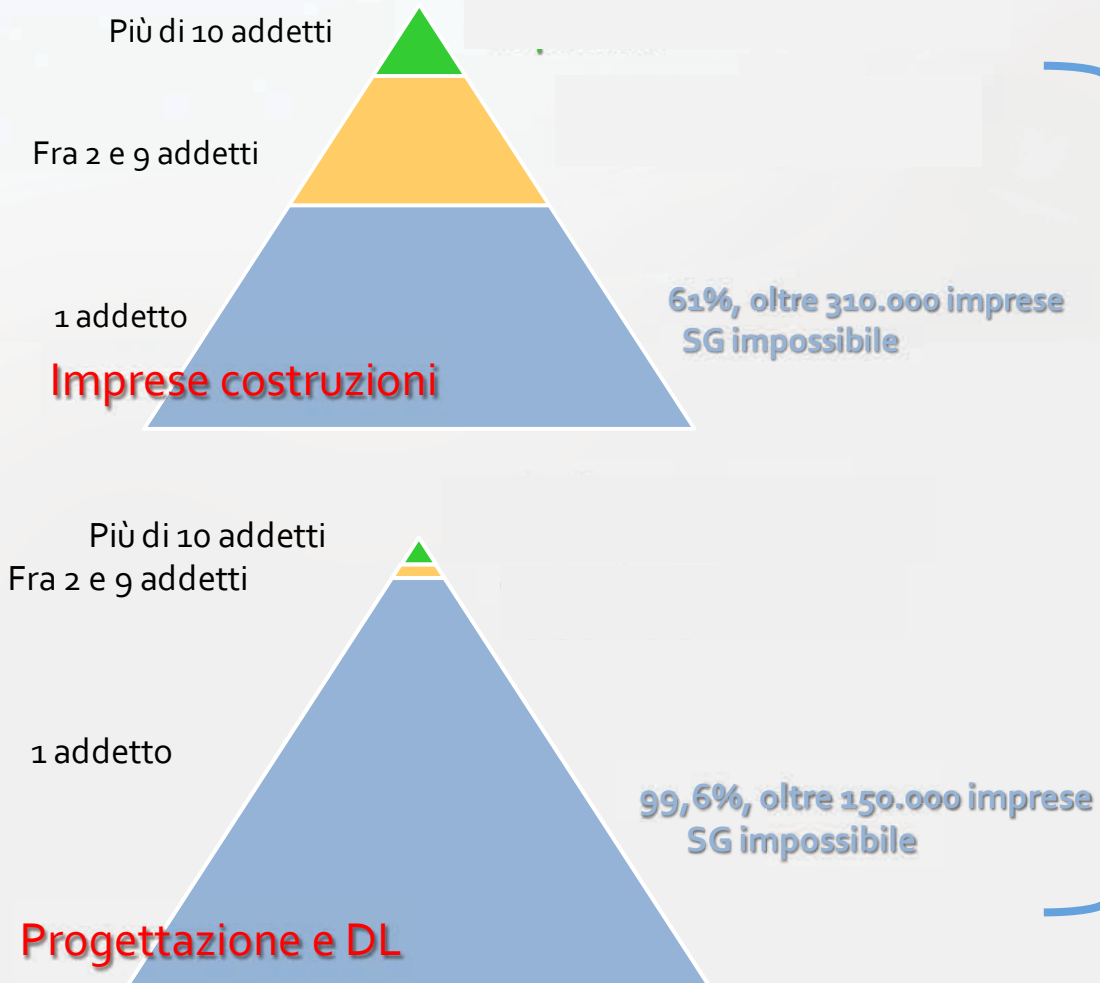 Più di 10 addetti
Fra 2 e 9 addetti
1 addetto
61%, oltre 310.000 imprese
SG impossibile
Imprese costruzioni
Più di 10 addetti
Fra 2 e 9 addetti
1 addetto
99,6%, oltre 150.000 imprese
SG impossibile
Progettazione e DL